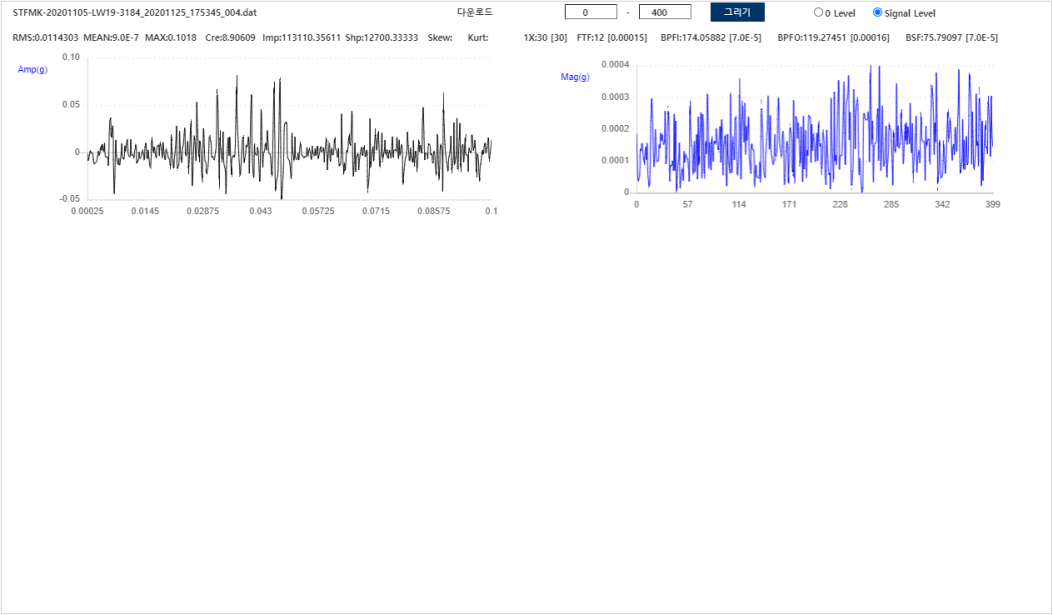 STFMK-20201105-LW19-3184_20201125_175345_004.dat 다운로드 0 - 400 그리기 0 Level Signal Level
RMS:0.0114303 MEAN:9.0E-7 MAX:0.1018 Cre:8.90609 Imp:113110.35611 Shp:12700.33333 Skew: Kurt: 1X:30 [30] FTF:12 [0.00015] BPFI:174.05882 [7.0E-5] BPFO:119.27451 [0.00016] BSF:75.79097 [7.0E-5]
Amp(g)
0.10
0.05
0
-0.05
0.00025 0.0145 0.02875 0.043 0.05725 0.0715 0.08575 0.1
Mag(g)
0.0004
0.0003
0.0002
0.0001
0
0 57 114 171 228 285 342 399